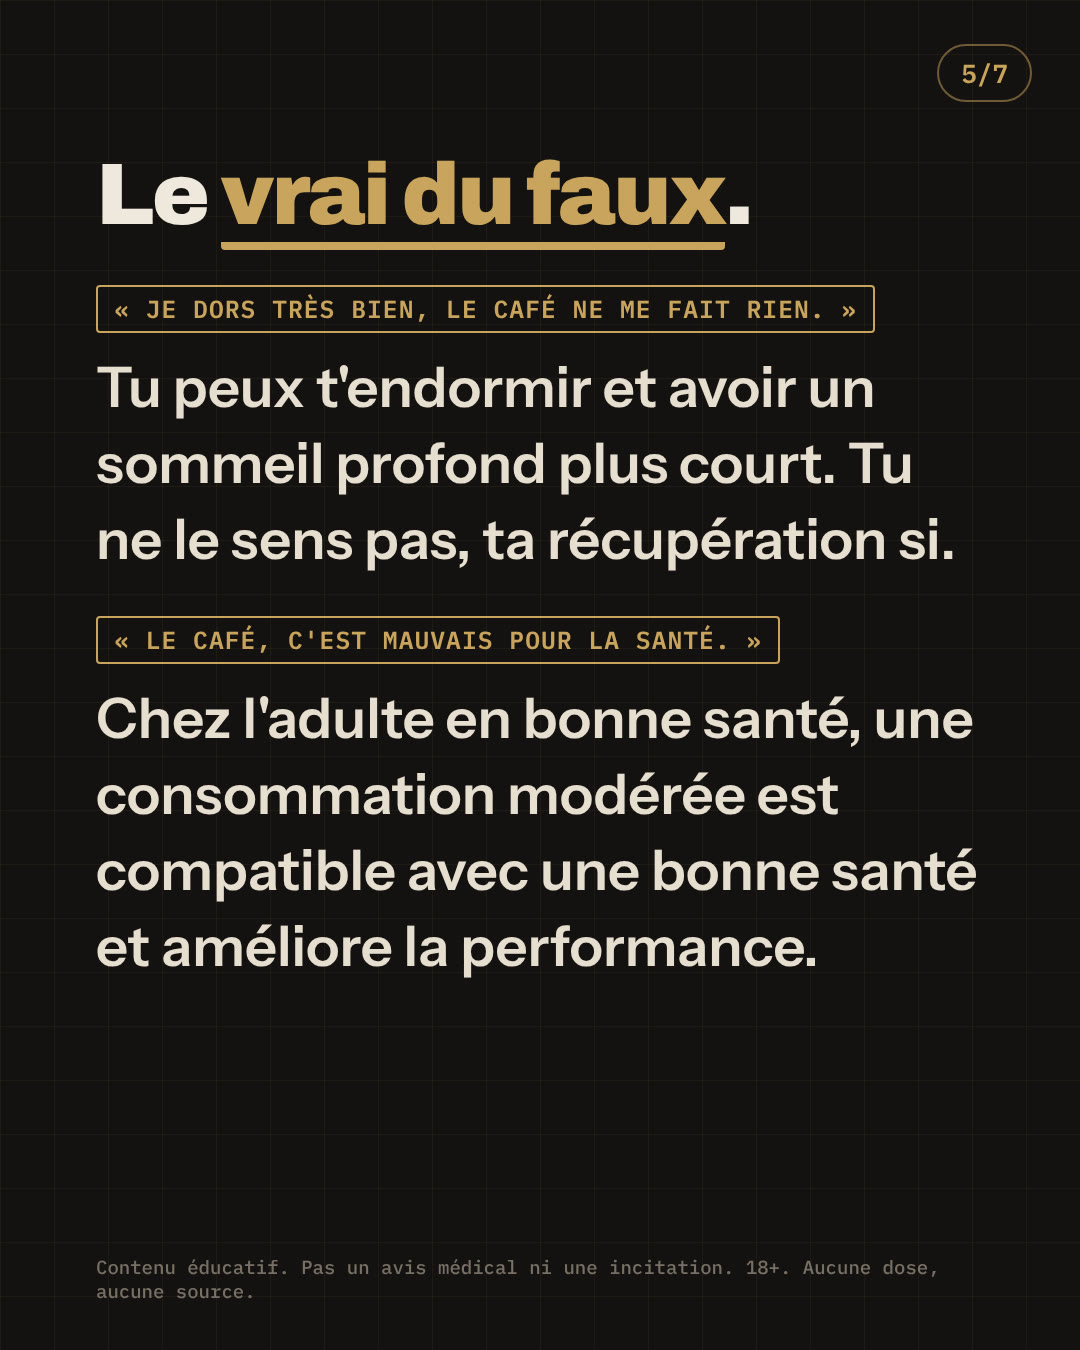 5/7
Le vrai du faux.
« JE DORS TRÈS BIEN, LE CAFÉ NE ME FAIT RIEN. »
Tu peux t'endormir et avoir un
sommeil profond plus court. Tu
ne le sens pas, ta récupération si.
« LE CAFÉ, C'EST MAUVAIS POUR LA SANTÉ. »
Chez l'adulte en bonne santé, une
consommation modérée est
compatible avec une bonne santé
et améliore la performance.
Contenu éducatif. Pas un avis médical ni une incitation. 18+. Aucune dose,
aucune source.